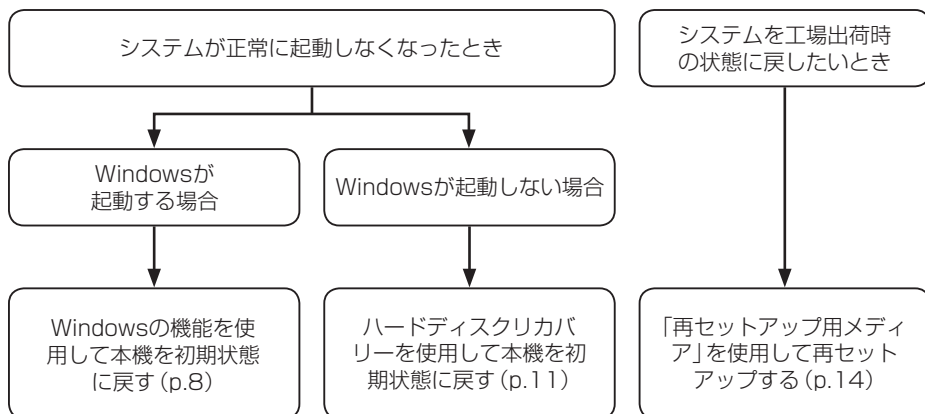 システムが正常に起動しなくなったとき
システムを工場出荷時
の状態に戻したいとき
Windowsが
起動する場合
Windowsが起動しない場合
Windowsの機能を使
用して本機を初期状態
に戻す(p.8)
ハードディスクリカバ
リーを使用して本機を初
期状態に戻す(p.11)
「再セットアップ用メディ
ア」を使用して再セット
アップする(p.14)